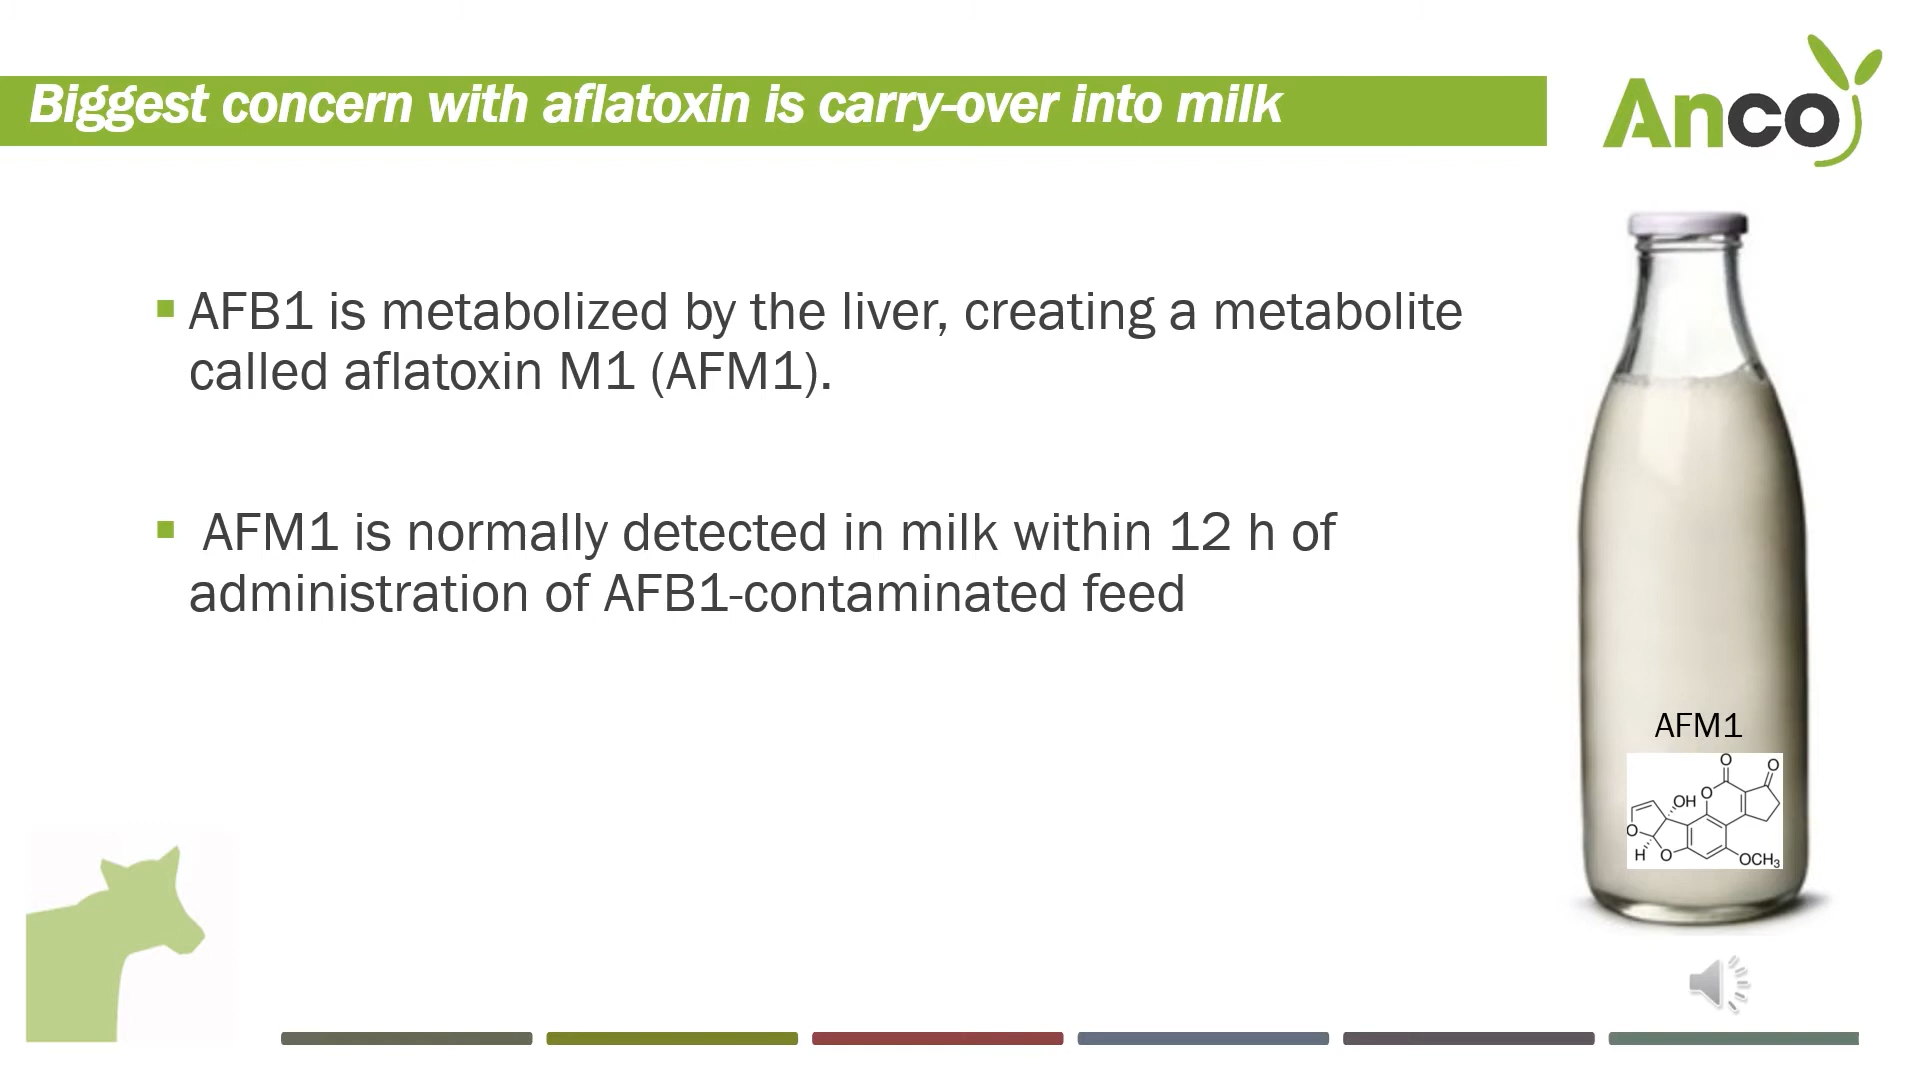 Biggest concern with aflatoxin is carry-over into milk
Anco
AFB1 is metabolized by the liver, creating a metabolite
called aflatoxin M1 (AFM1).
AFM1 is normally detected in milk within 12 h of
administration of AFB1-contaminated feed
AFM1
O
O
OH
O
O
H
O
OCH₃